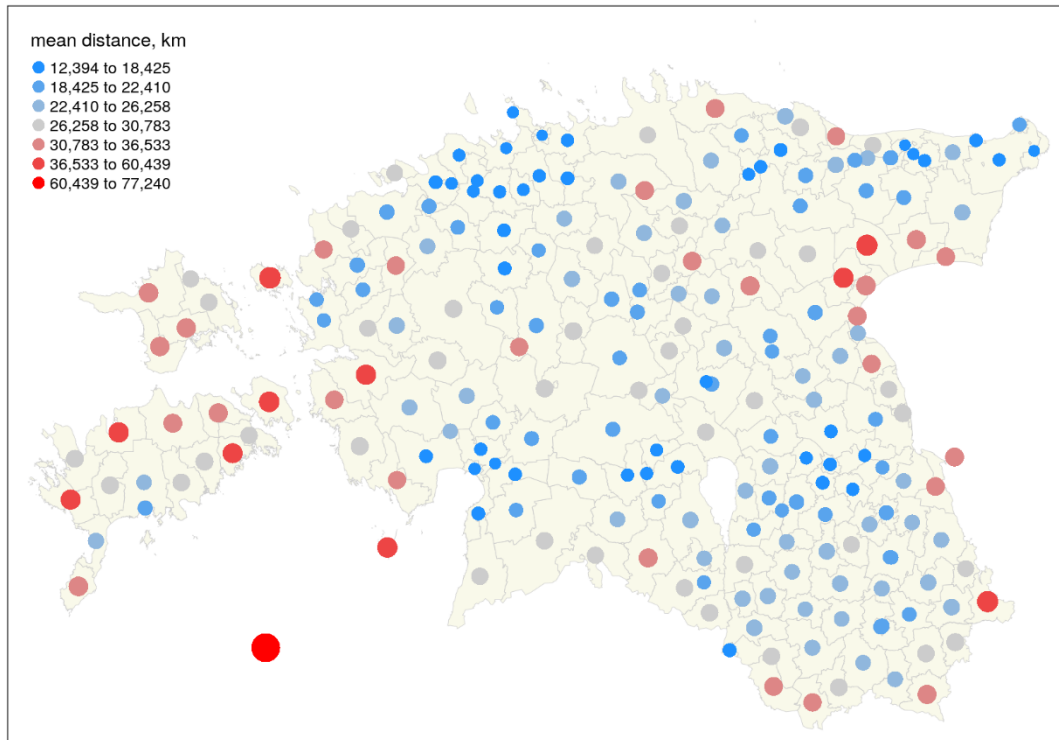 mean distance, km
12,394 to 18,425
18,425 to 22,410
22,410 to 26,258
26,258 to 30,783
30,783 to 36,533
36,533 to 60,439
60,439 to 77,240